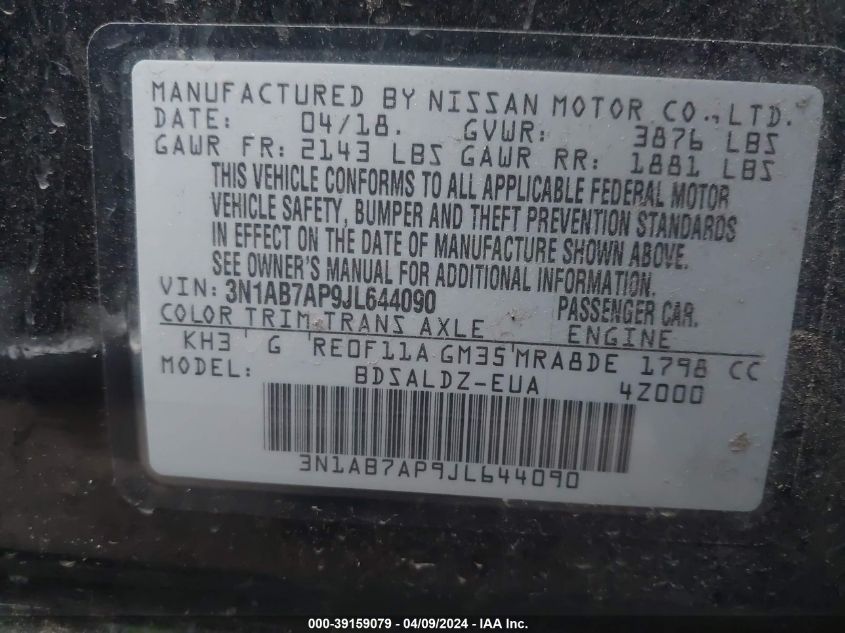 MANUFACTURED BY NISSAN MOTOR CO., LTD.
DATE: 04/18. GVWR: 3876 LBS
GAWR FR: 2143 LBS GAWR RR: 1881 LBS
THIS VEHICLE CONFORMS TO ALL APPLICABLE FEDERAL MOTOR
VEHICLE SAFETY, BUMPER AND THEFT PREVENTION STANDARDS
IN EFFECT ON THE DATE OF MANUFACTURE SHOWN ABOVE.
SEE OWNER'S MANUAL FOR ADDITIONAL INFORMATION.
VIN: 3N1AB7AP9JL644090 PASSENGER CAR.
COLOR TRIM TRANS AXLE ENGINE
KH3 G RE0F11A GM35 MRA8DE 1798 CC
MODEL: BDSALDZ-EUA 4Z000
3N1AB7AP9JL644090
000-39159079 - 04/09/2024 - IAA Inc.